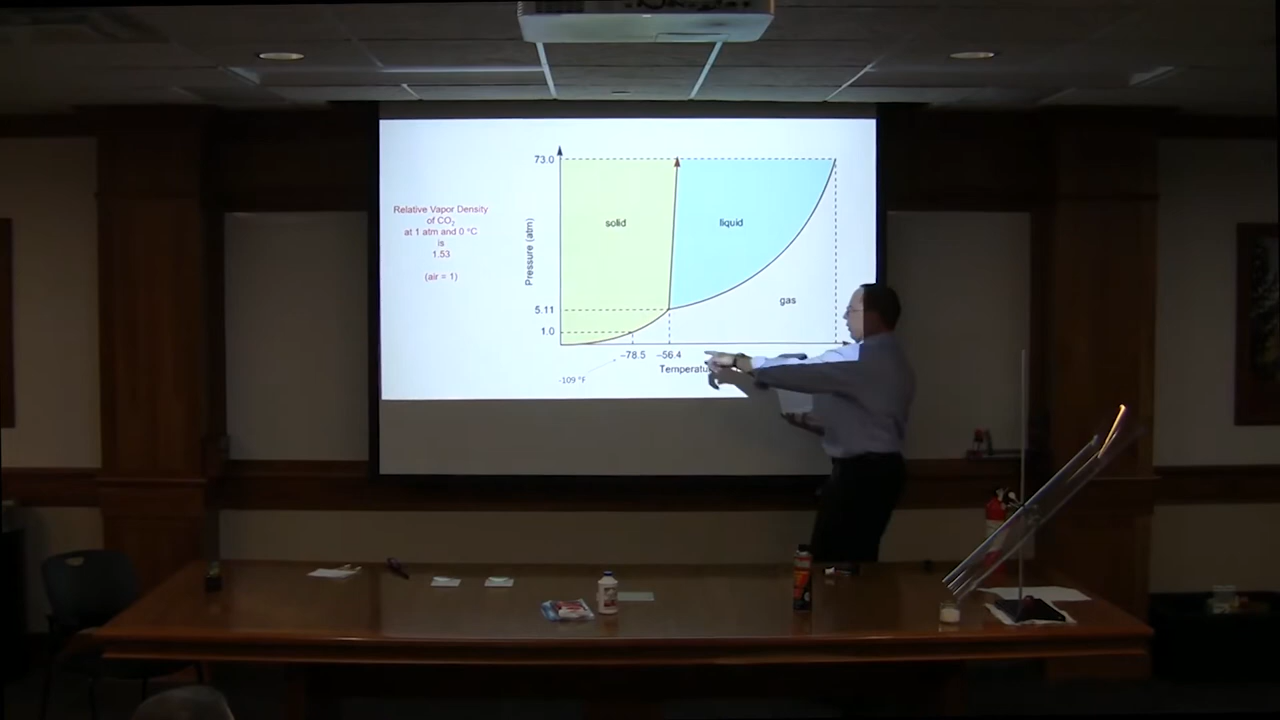 Relative Vapor Density
of CO₂
at 1 atm and 0 °C
is
1.53
(air = 1)
Pressure (atm)
73.0
5.11
1.0
solid
liquid
gas
–78.5
–56.4
-109 °F